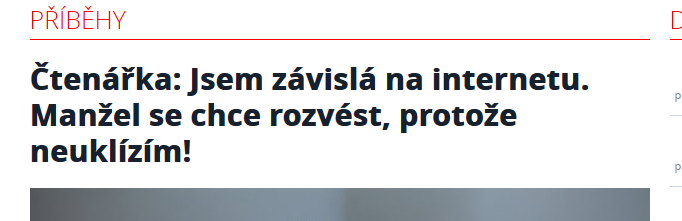 PŘÍBĚHY
Čtenářka: Jsem závislá na internetu.
Manžel se chce rozvést, protože
neuklízím!